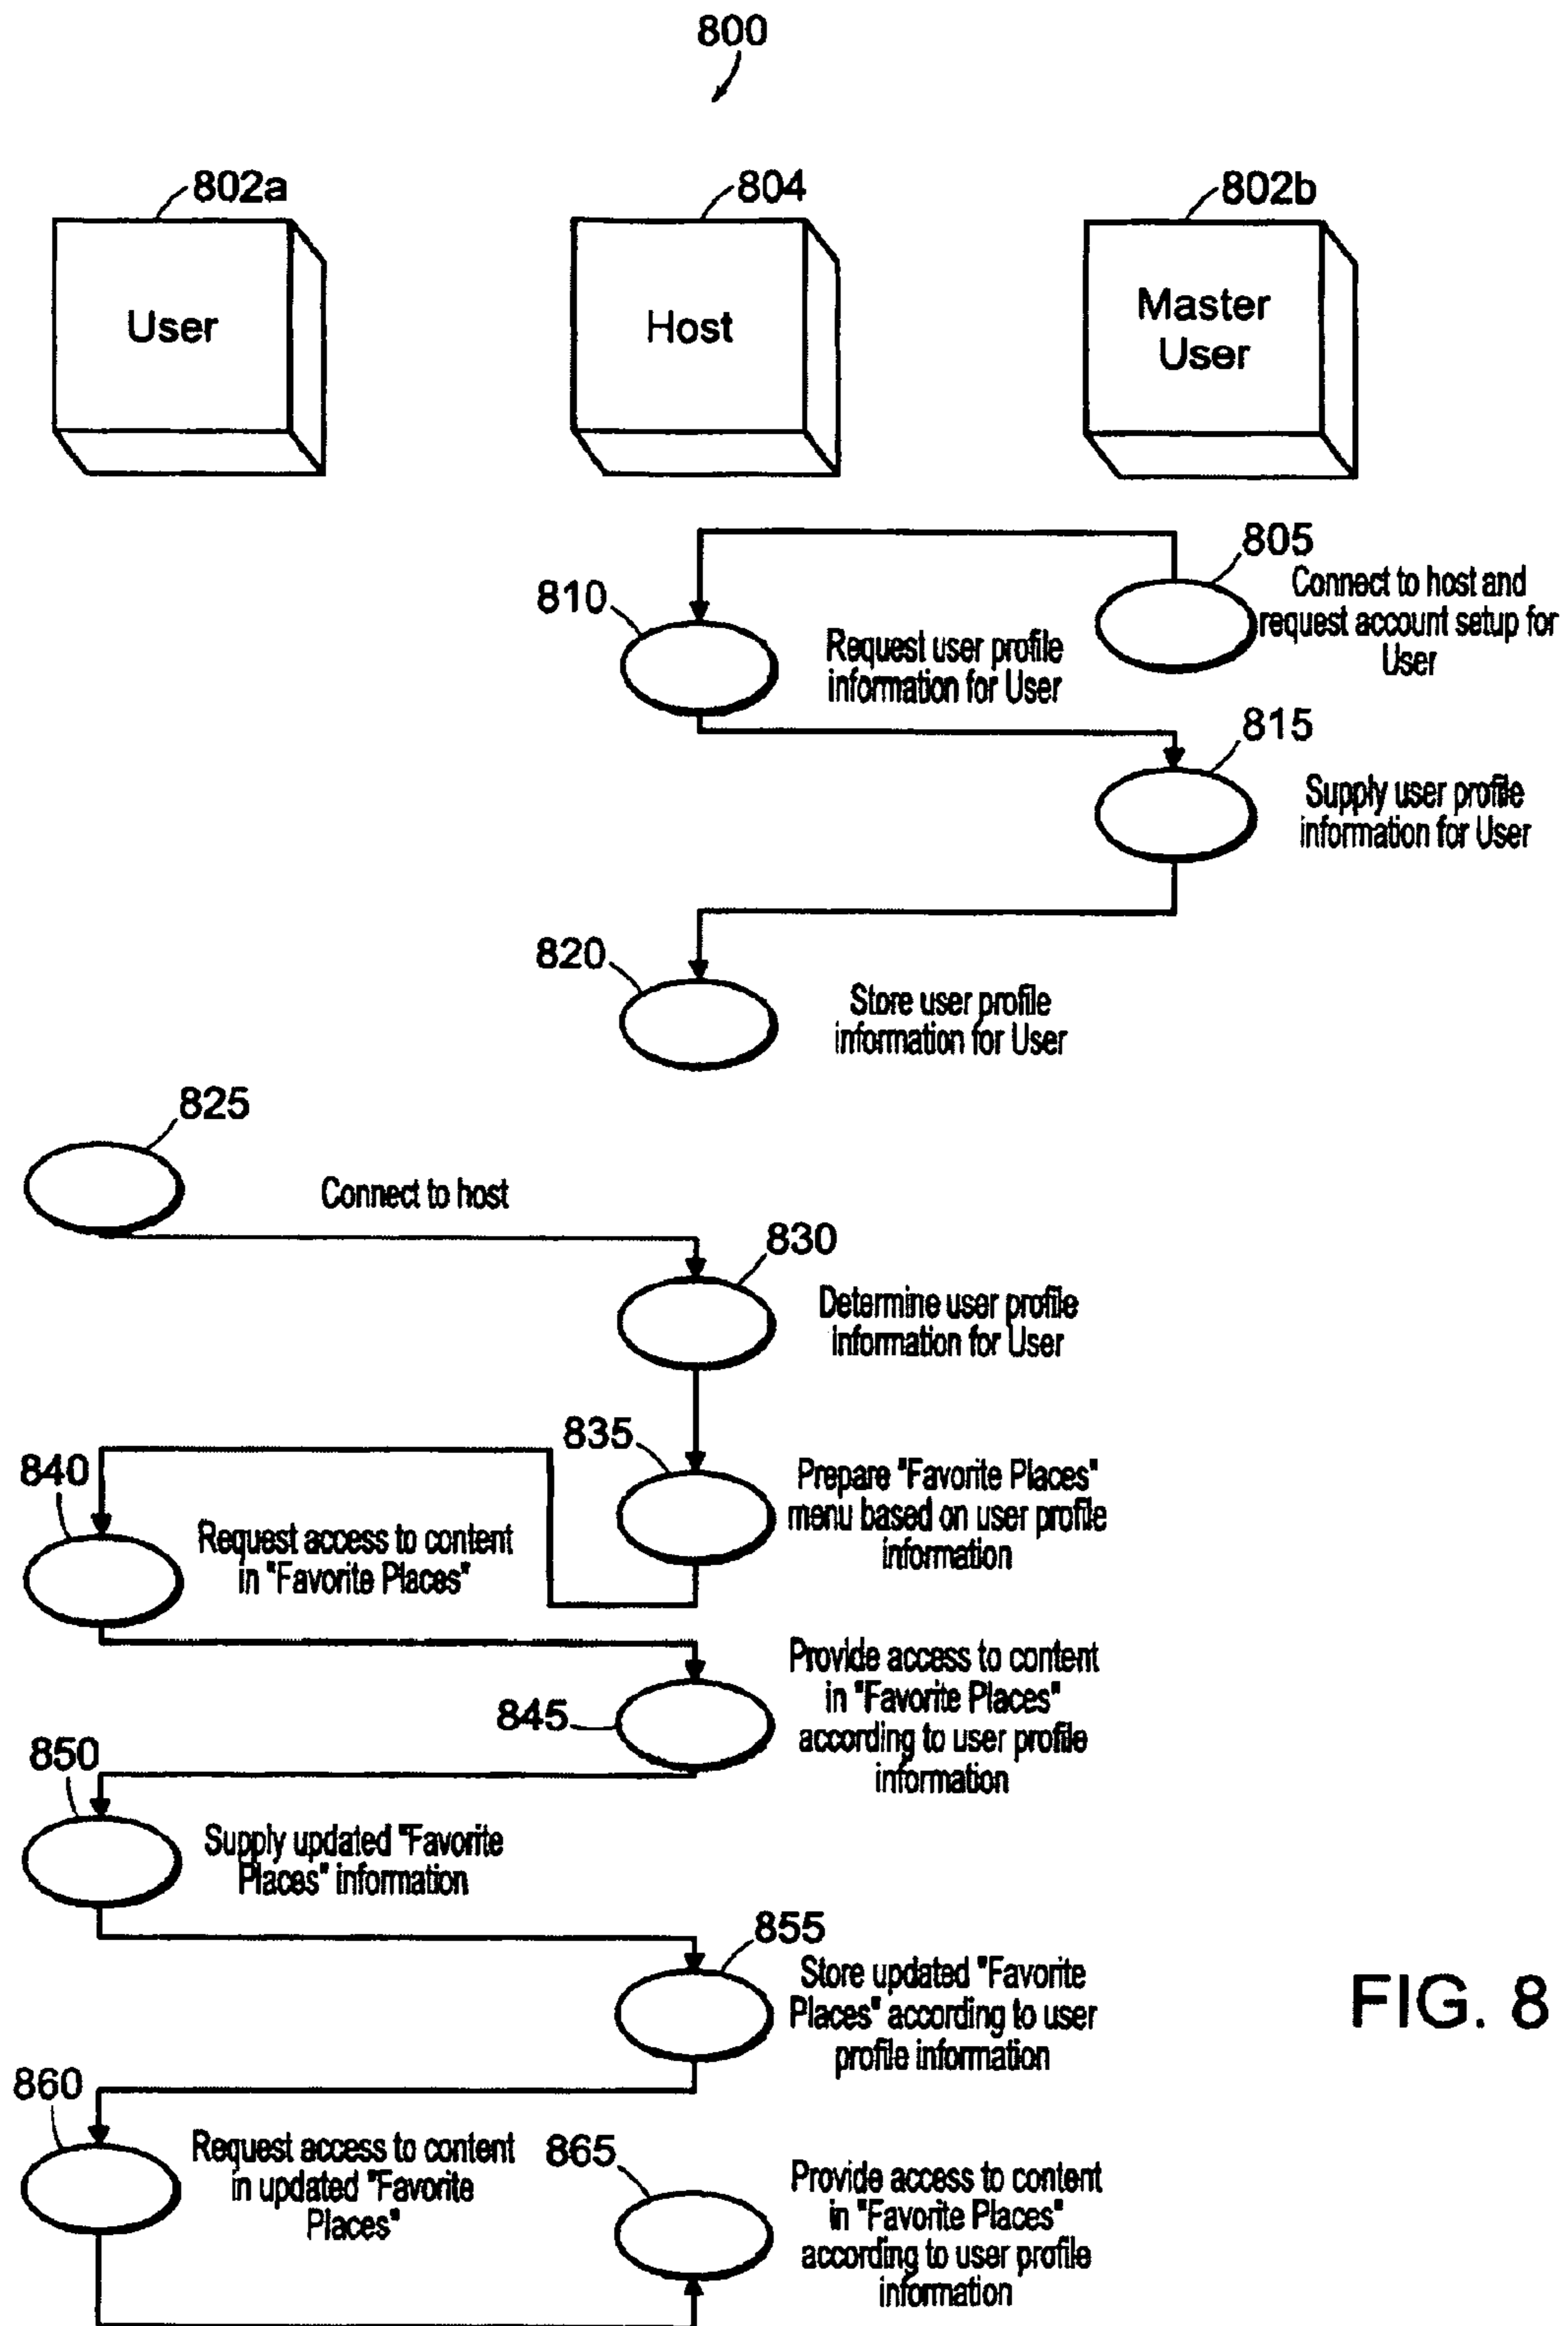 800
802a
804
802b
User
Host
Master
User
805
Connect to host and
request account setup for
User
810
Request user profile
information for User
815
Supply user profile
information for User
820
Store user profile
information for User
825
Connect to host
830
Determine user profile
information for User
835
Prepare "Favorite Places"
menu based on user profile
information
840
Request access to content
in "Favorite Places"
845
Provide access to content
in "Favorite Places"
according to user profile
information
850
Supply updated "Favorite
Places" information
855
Store updated "Favorite
Places" according to user
profile information
FIG. 8
860
Request access to content
in updated "Favorite
Places"
865
Provide access to content
in "Favorite Places"
according to user profile
information